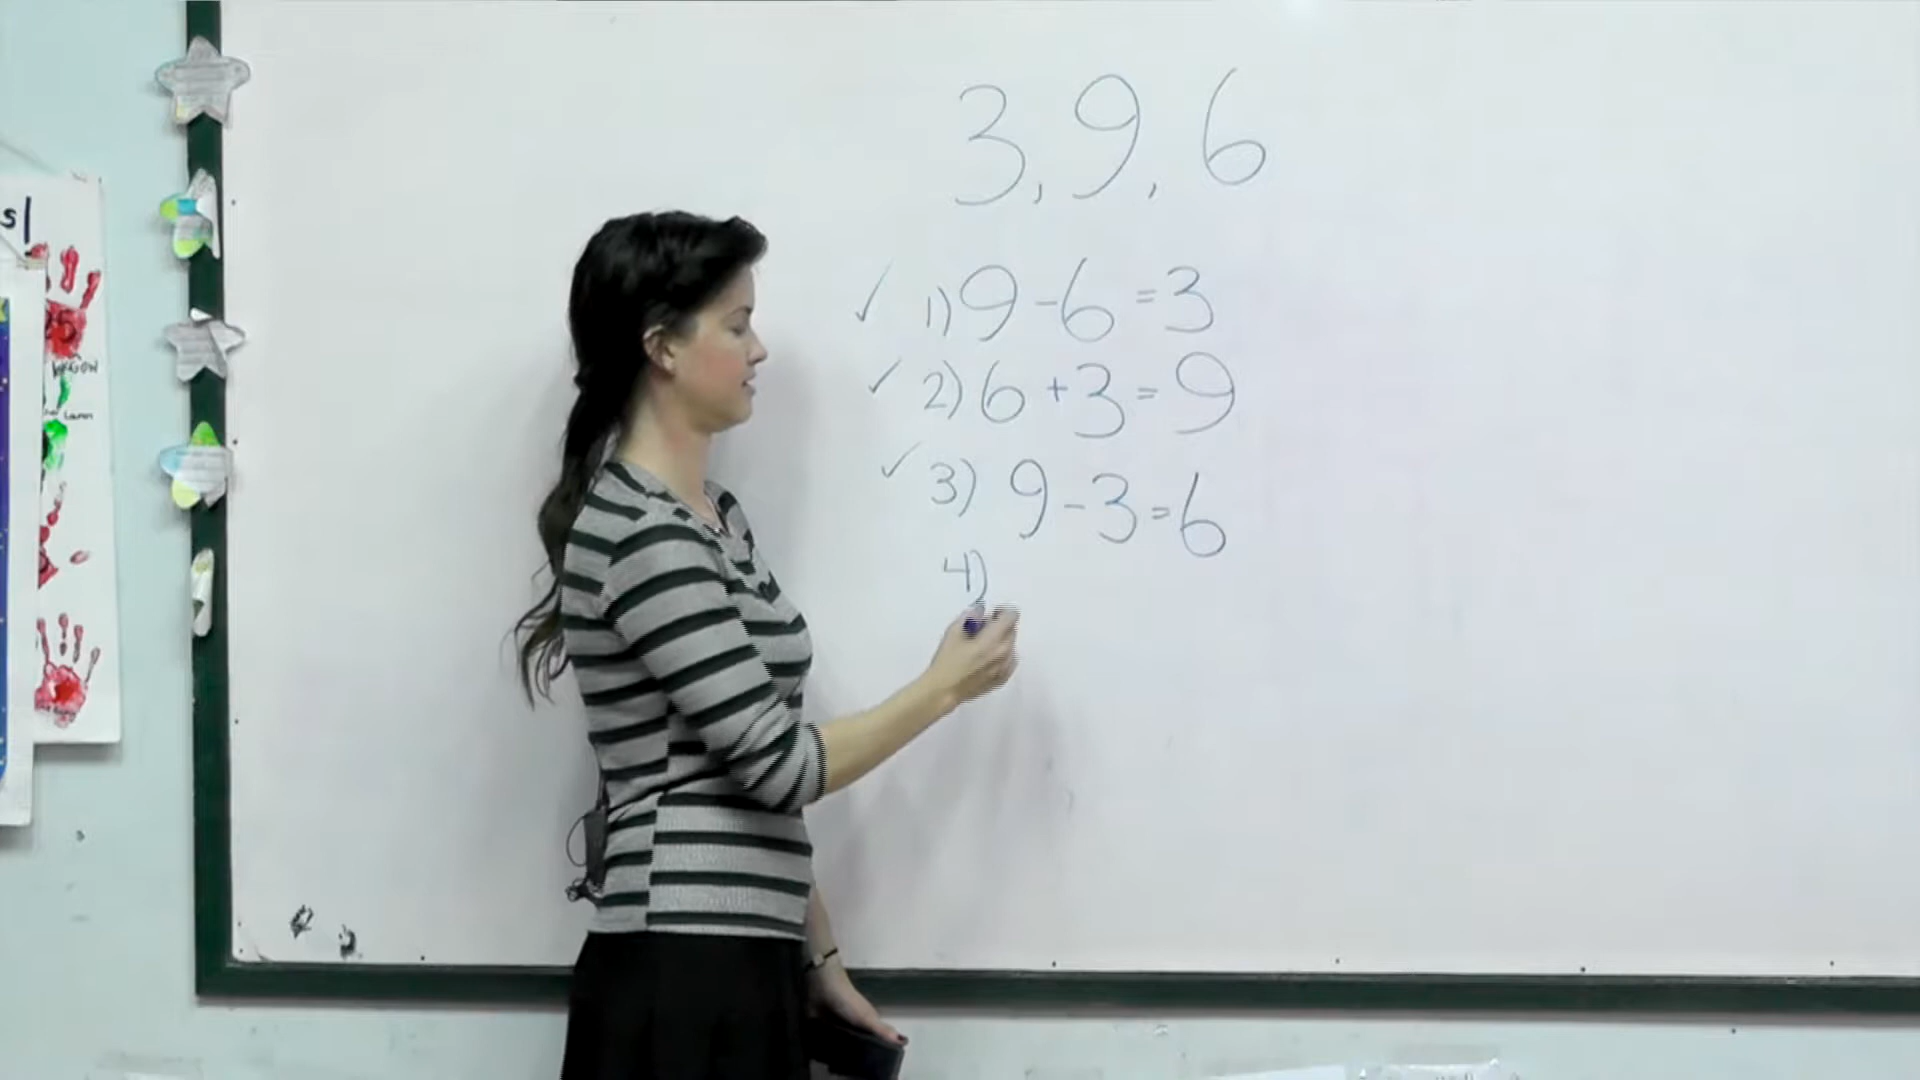 3, 9, 6
✓ 1) 9 - 6 = 3
✓ 2) 6 + 3 = 9
✓ 3) 9 - 3 = 6
4)
s!